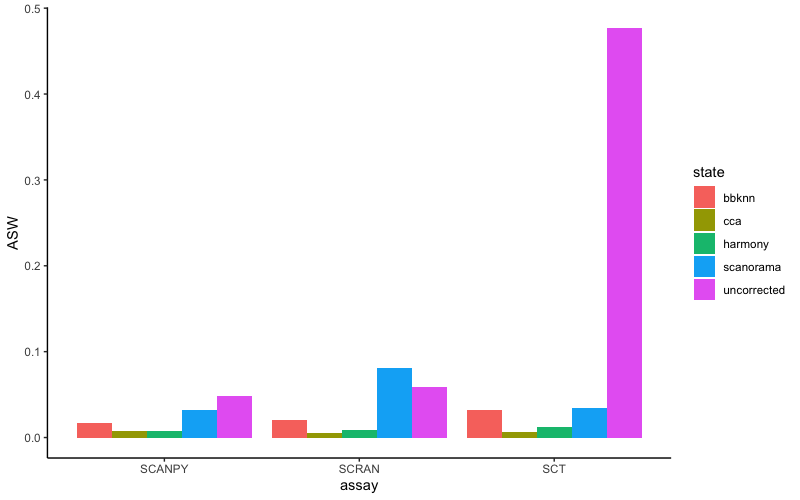 ASW
0.5
0.4
0.3
0.2
0.1
0.0
SCANPY
SCRAN
SCT
assay
state
bbknn
cca
harmony
scanorama
uncorrected